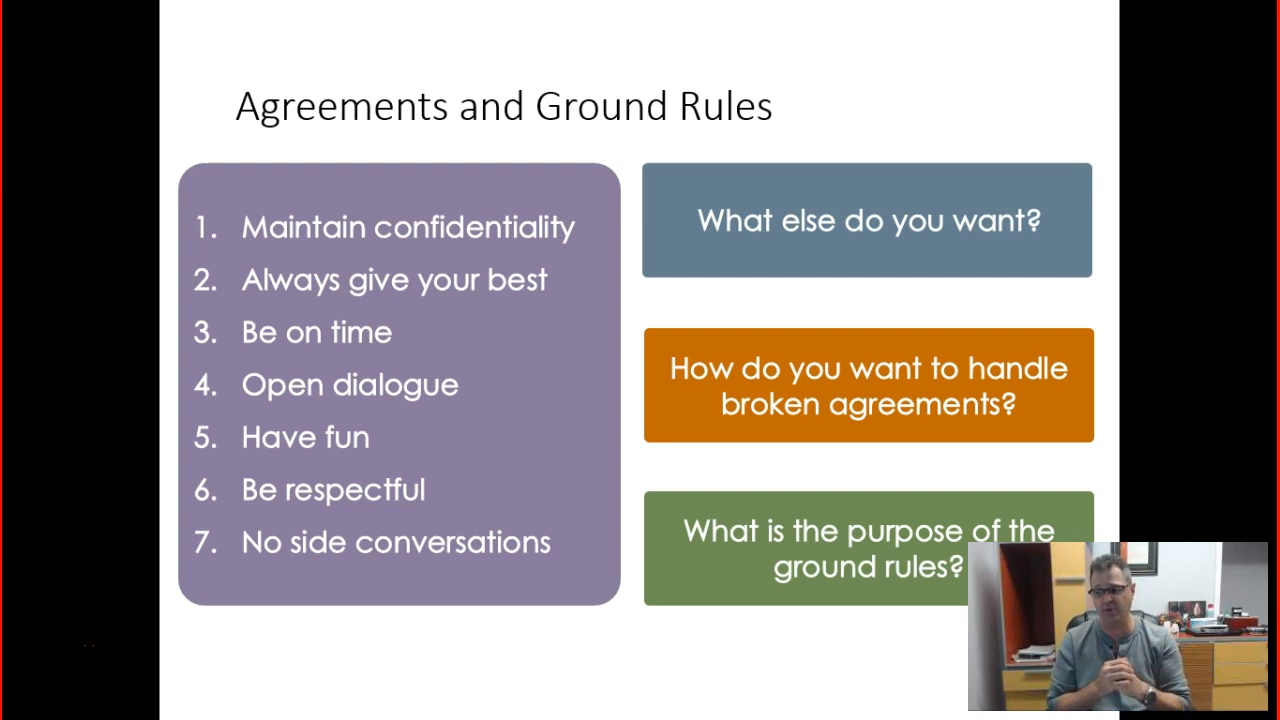 Agreements and Ground Rules
1. Maintain confidentiality
2. Always give your best
3. Be on time
4. Open dialogue
5. Have fun
6. Be respectful
7. No side conversations
What else do you want?
How do you want to handle
broken agreements?
What is the purpose of the
ground rules?